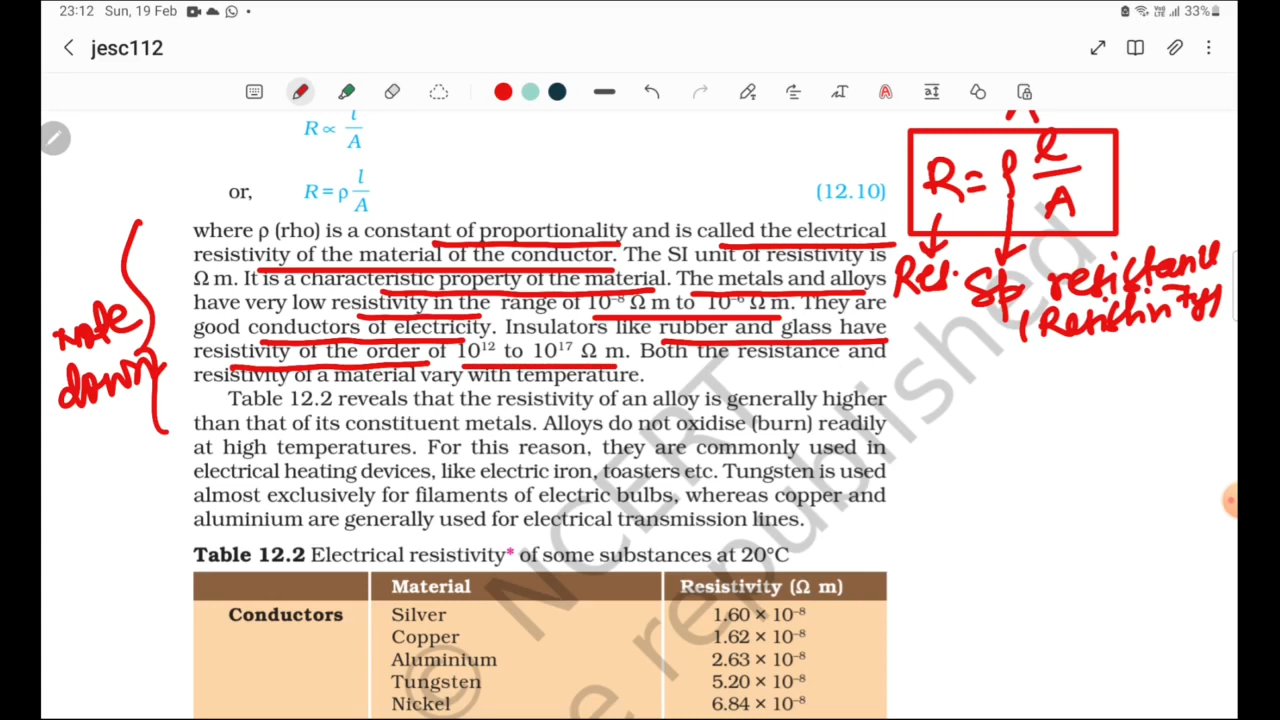 23:12 Sun, 19 Feb
33%
jesc112
R ∝ l/A
or, R = ρ l/A (12.10)
where ρ (rho) is a constant of proportionality and is called the electrical
resistivity of the material of the conductor. The SI unit of resistivity is
Ω m. It is a characteristic property of the material. The metals and alloys
have very low resistivity in the range of 10⁻⁸ Ω m to 10⁻⁶ Ω m. They are
good conductors of electricity. Insulators like rubber and glass have
resistivity of the order of 10¹² to 10¹⁷ Ω m. Both the resistance and
resistivity of a material vary with temperature.
Table 12.2 reveals that the resistivity of an alloy is generally higher
than that of its constituent metals. Alloys do not oxidise (burn) readily
at high temperatures. For this reason, they are commonly used in
electrical heating devices, like electric iron, toasters etc. Tungsten is used
almost exclusively for filaments of electric bulbs, whereas copper and
aluminium are generally used for electrical transmission lines.
Table 12.2 Electrical resistivity* of some substances at 20°C
Material Resistivity (Ω m)
Conductors Silver 1.60 × 10⁻⁸
Copper 1.62 × 10⁻⁸
Aluminium 2.63 × 10⁻⁸
Tungsten 5.20 × 10⁻⁸
Nickel 6.84 × 10⁻⁸
R = ρ l/A
Res. Sp resistance
(Resistivity)
Note
down
© NCERT
republished